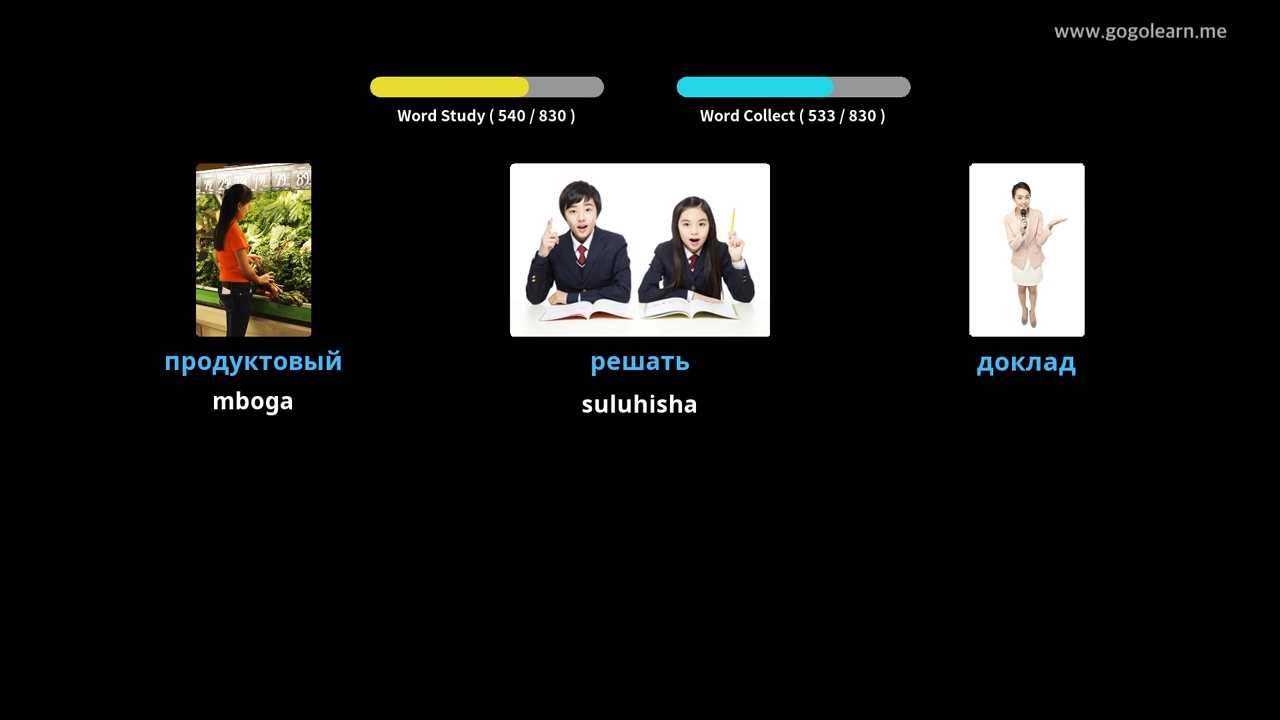 www.gogolearn.me
Word Study ( 540 / 830 )
Word Collect ( 533 / 830 )
продуктовый
решать
доклад
mboga
suluhisha